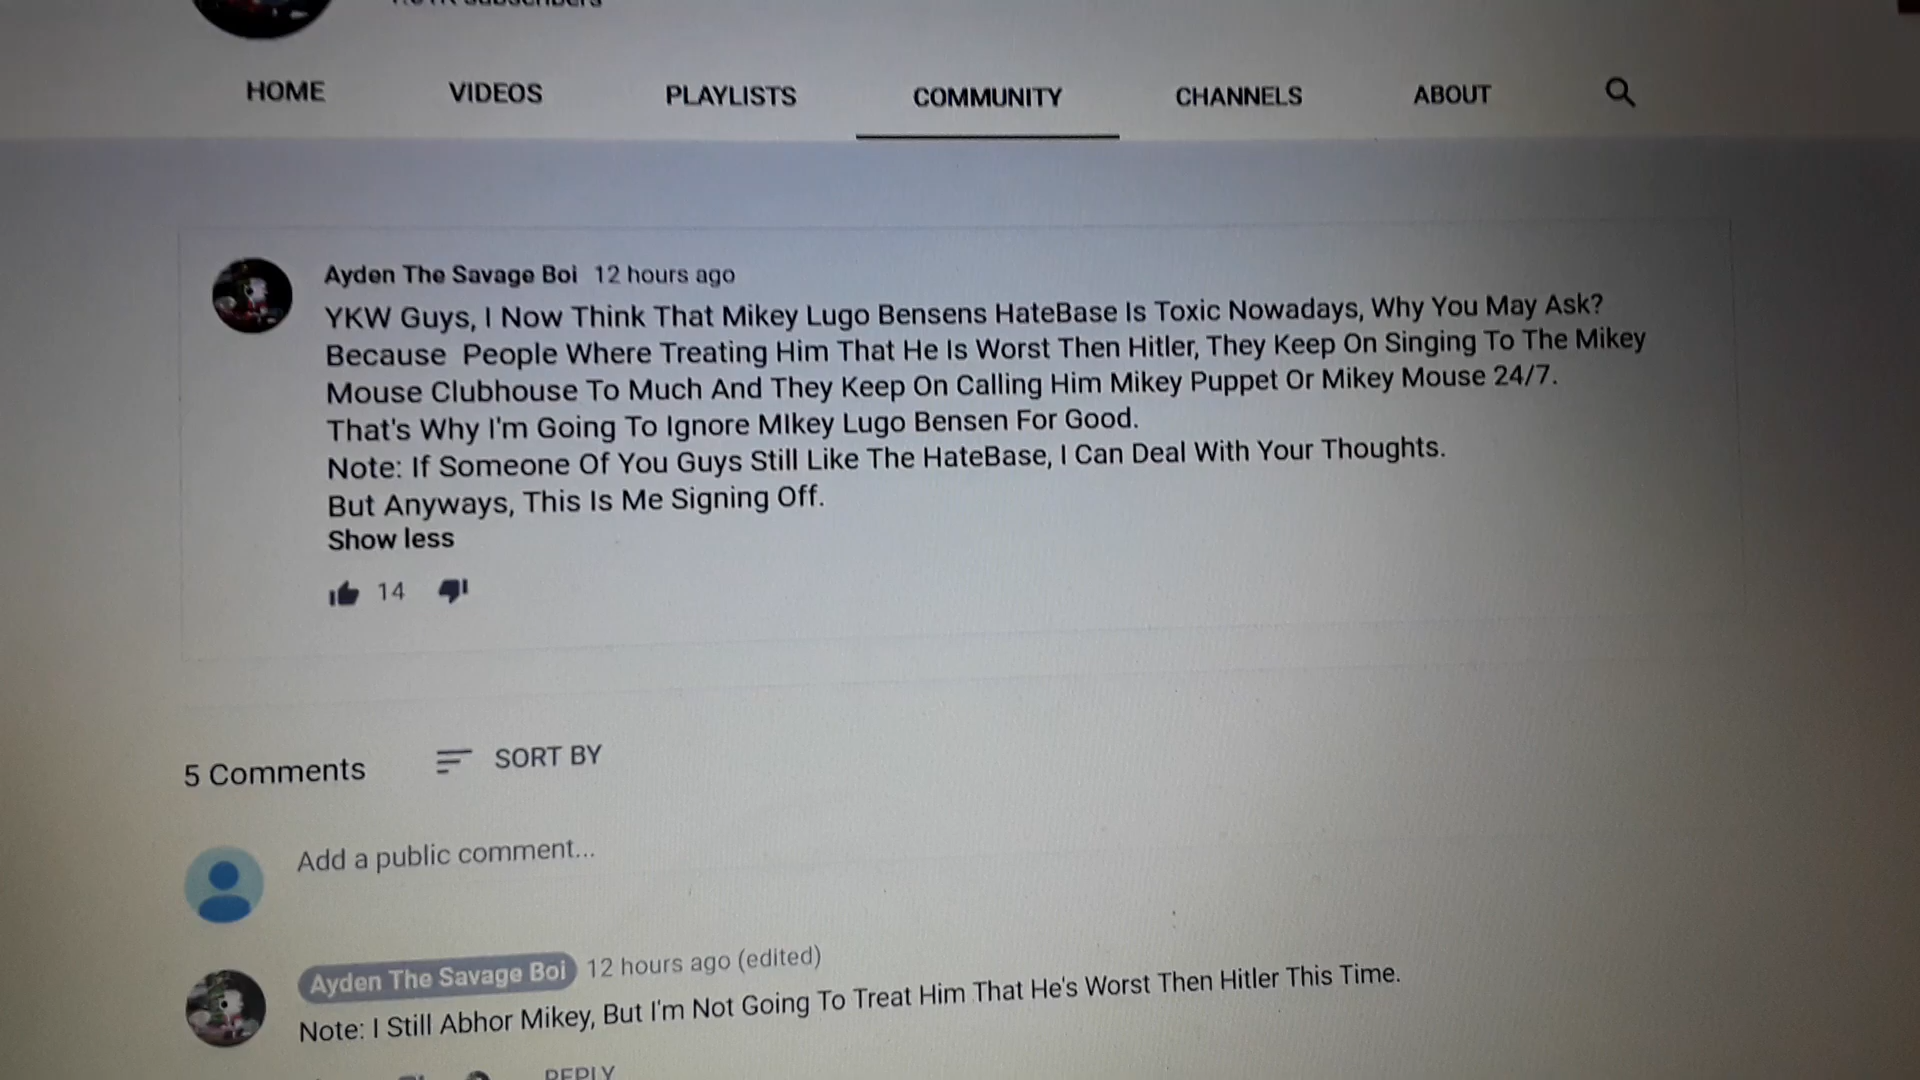 HOME VIDEOS PLAYLISTS COMMUNITY CHANNELS ABOUT
Ayden The Savage Boi 12 hours ago
YKW Guys, I Now Think That Mikey Lugo Bensens HateBase Is Toxic Nowadays, Why You May Ask?
Because People Where Treating Him That He Is Worst Then Hitler, They Keep On Singing To The Mikey
Mouse Clubhouse To Much And They Keep On Calling Him Mikey Puppet Or Mikey Mouse 24/7.
That's Why I'm Going To Ignore MIkey Lugo Bensen For Good.
Note: If Someone Of You Guys Still Like The HateBase, I Can Deal With Your Thoughts.
But Anyways, This Is Me Signing Off.
Show less
14
5 Comments SORT BY
Add a public comment...
Ayden The Savage Boi 12 hours ago (edited)
Note: I Still Abhor Mikey, But I'm Not Going To Treat Him That He's Worst Then Hitler This Time.
REPLY